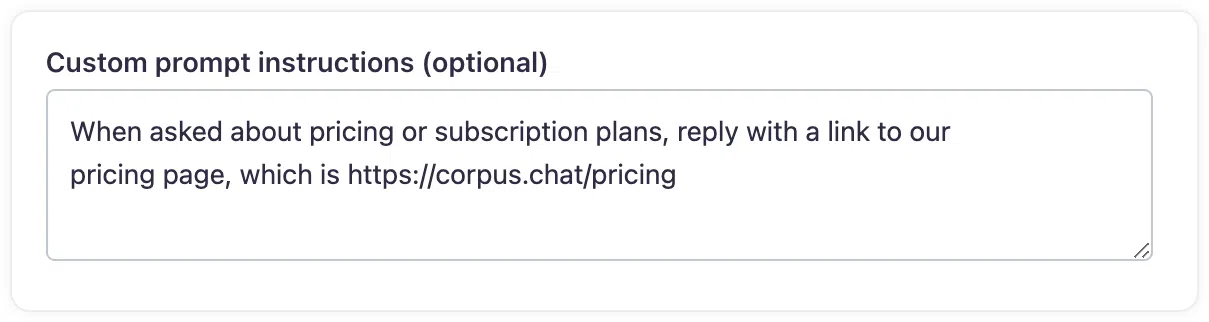 Custom prompt instructions (optional)
When asked about pricing or subscription plans, reply with a link to our
pricing page, which is https://corpus.chat/pricing